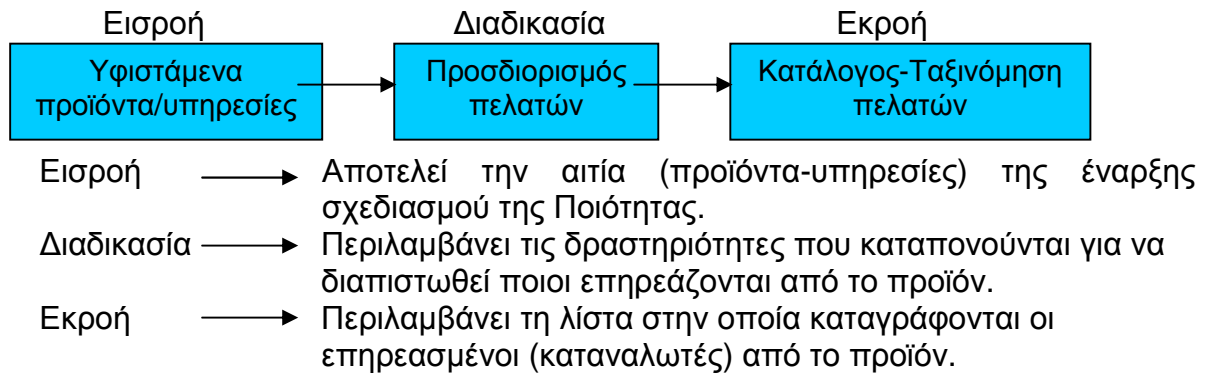 Εισροή Διαδικασία Εκροή
Υφιστάμενα Προσδιορισμός Κατάλογος-Ταξινόμηση
προϊόντα/υπηρεσίες πελατών πελατών
Εισροή Αποτελεί την αιτία (προϊόντα-υπηρεσίες) της έναρξης
σχεδιασμού της Ποιότητας.
Διαδικασία Περιλαμβάνει τις δραστηριότητες που καταπονούνται για να
διαπιστωθεί ποιοι επηρεάζονται από το προϊόν.
Εκροή Περιλαμβάνει τη λίστα στην οποία καταγράφονται οι
επηρεασμένοι (καταναλωτές) από το προϊόν.